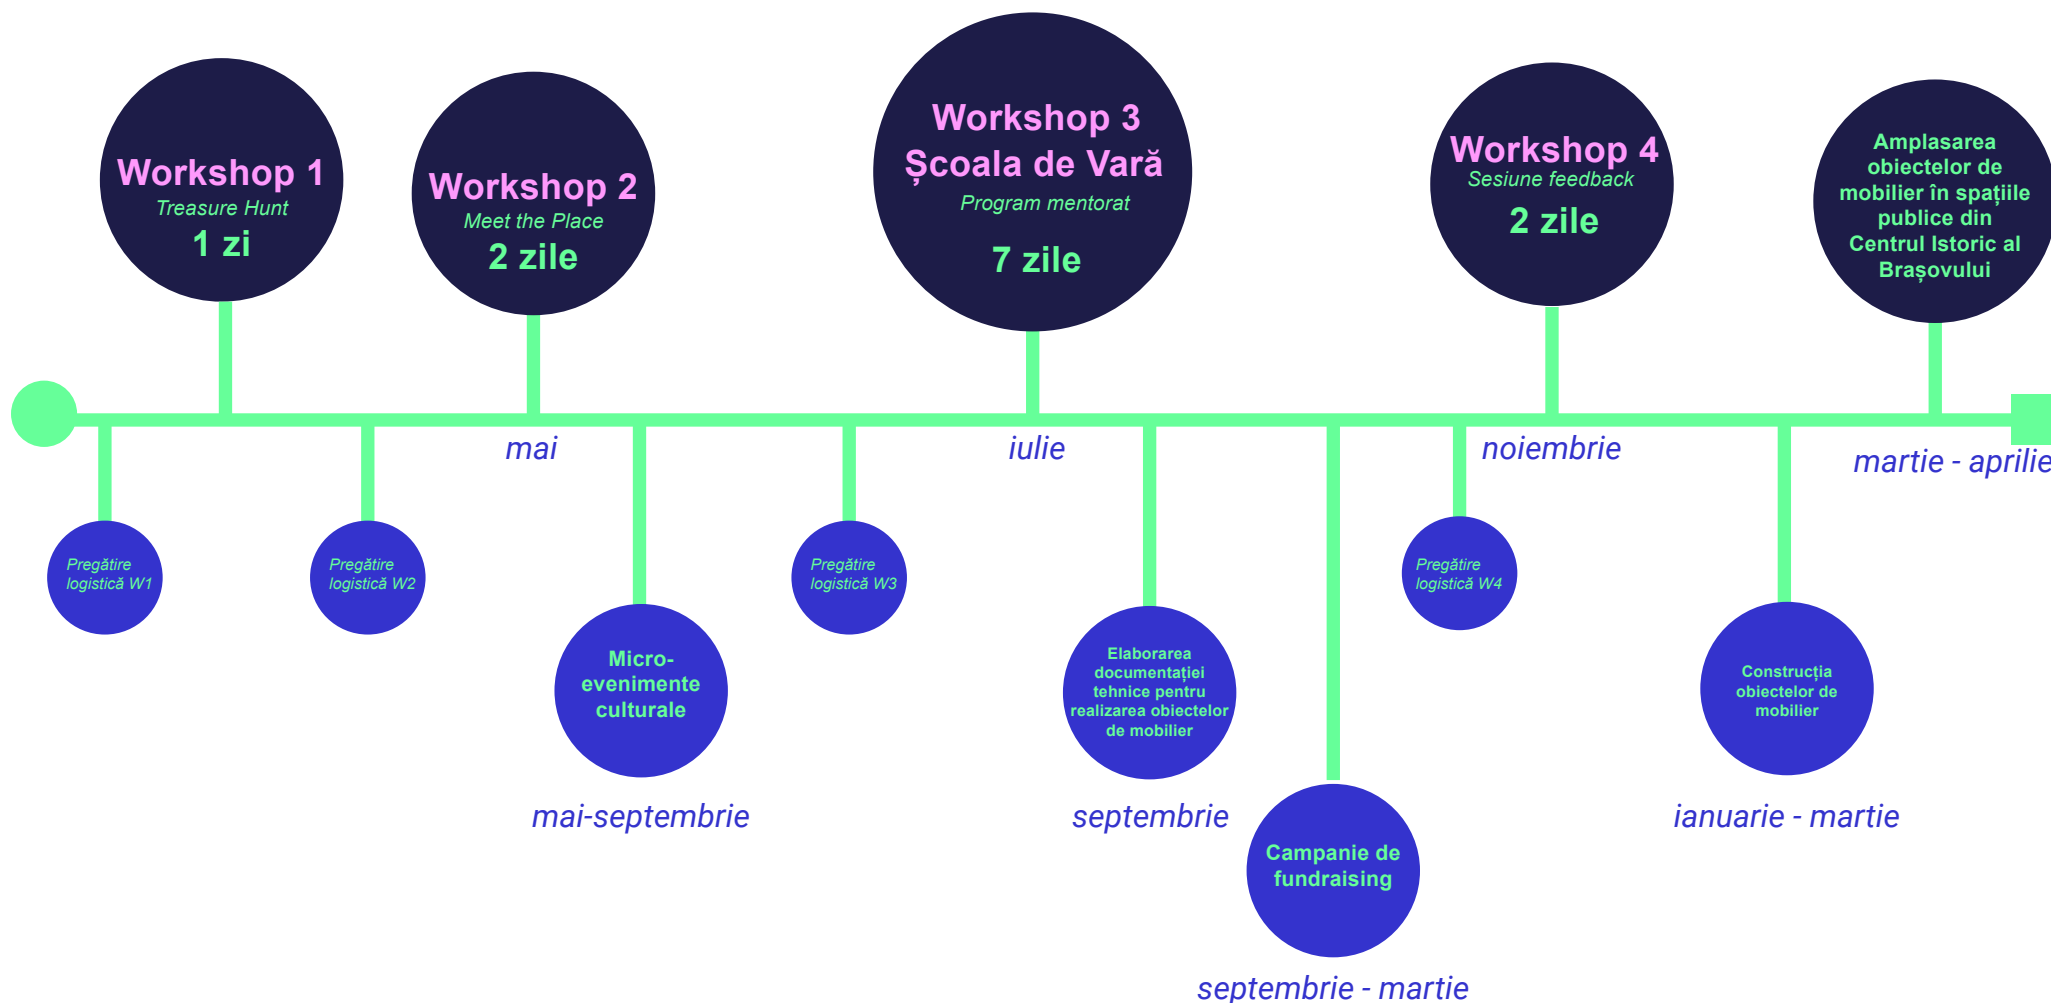 Workshop 1
Treasure Hunt
1 zi
Workshop 2
Meet the Place
2 zile
Workshop 3
Școala de Vară
Program mentorat
7 zile
Workshop 4
Sesiune feedback
2 zile
Amplasarea
obiectelor de
mobilier în spațiile
publice din
Centrul Istoric al
Brașovului
mai
iulie
noiembrie
martie - aprilie
Pregătire
logistică W1
Pregătire
logistică W2
Pregătire
logistică W3
Pregătire
logistică W4
Micro-
evenimente
culturale
mai-septembrie
Elaborarea
documentației
tehnice pentru
realizarea obiectelor
de mobilier
septembrie
Campanie de
fundraising
septembrie - martie
Construcția
obiectelor de
mobilier
ianuarie - martie